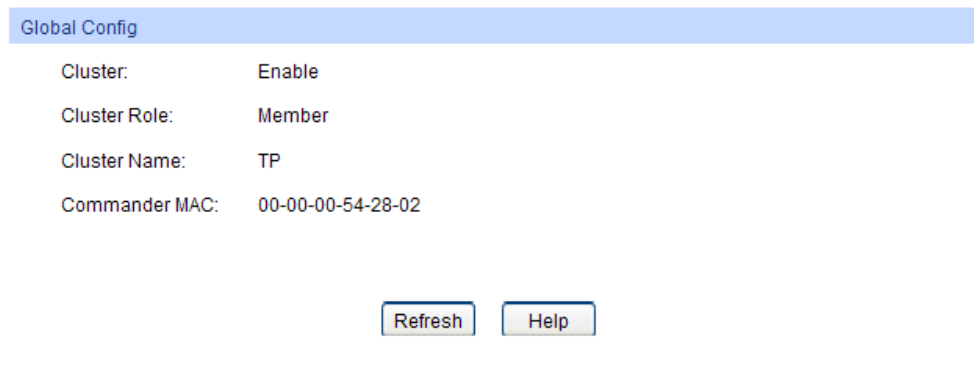 Global Config
Cluster: Enable
Cluster Role: Member
Cluster Name: TP
Commander MAC: 00-00-00-54-28-02
Refresh Help